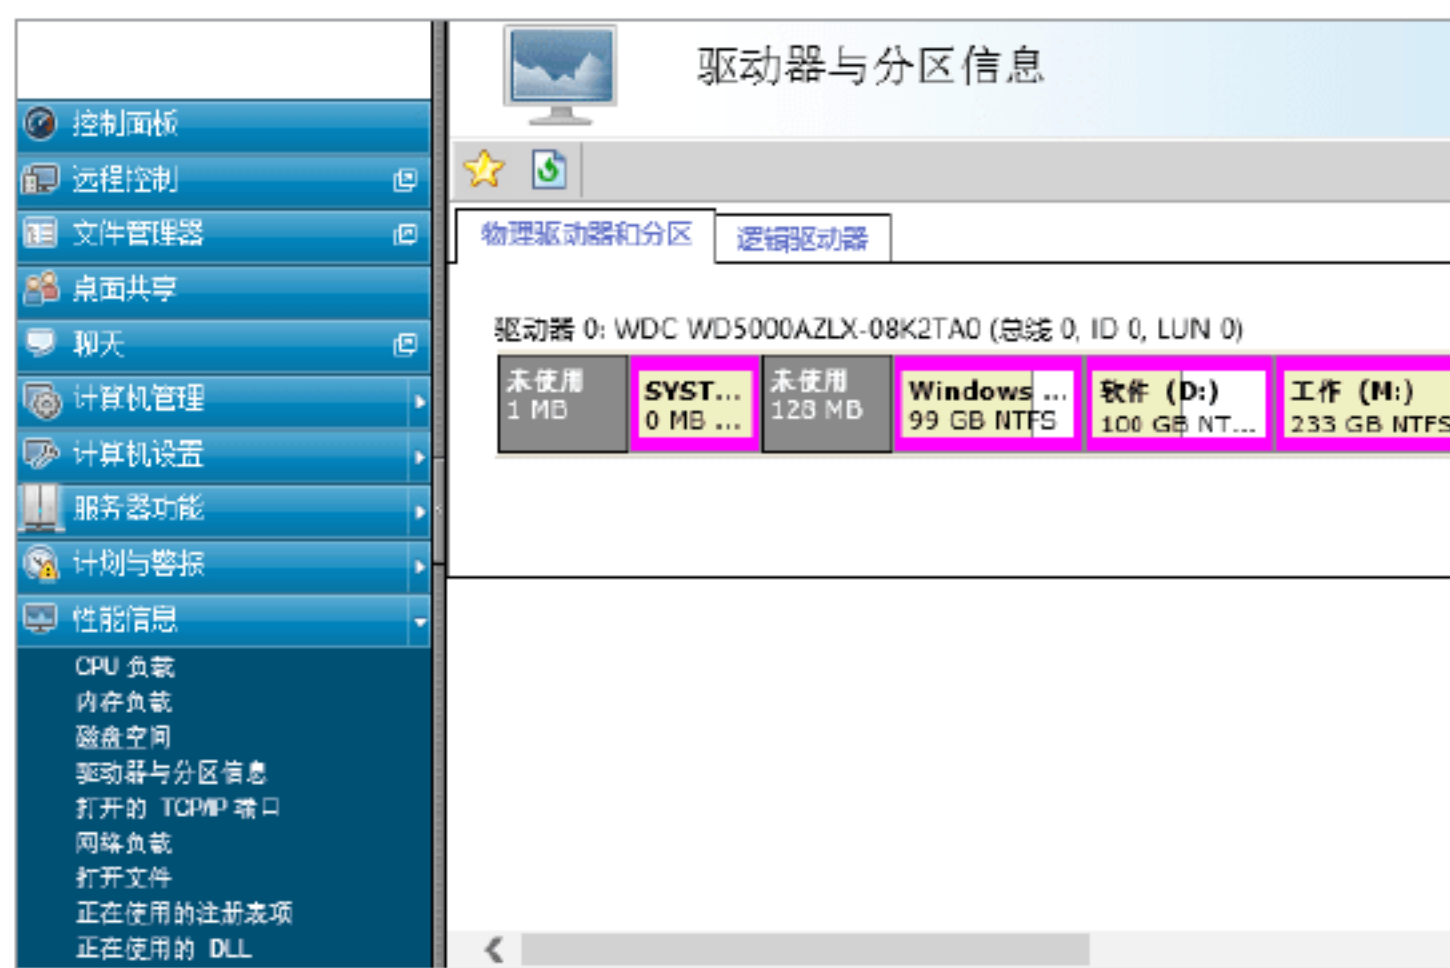 驱动器与分区信息
控制面板
远程控制
文件管理器
桌面共享
聊天
计算机管理
计算机设置
服务器功能
计划与警报
性能信息
CPU 负载
内存负载
磁盘空间
驱动器与分区信息
打开的 TCP/IP 端口
网络负载
打开文件
正在使用的注册表项
正在使用的 DLL
物理驱动器和分区
逻辑驱动器
驱动器 0: WDC WD5000AZLX-08K2TA0 (总线 0, ID 0, LUN 0)
未使用
1 MB
SYST...
0 MB ...
未使用
128 MB
Windows ...
99 GB NTFS
软件 (D:)
100 GB NT...
工作 (M:)
233 GB NTFS